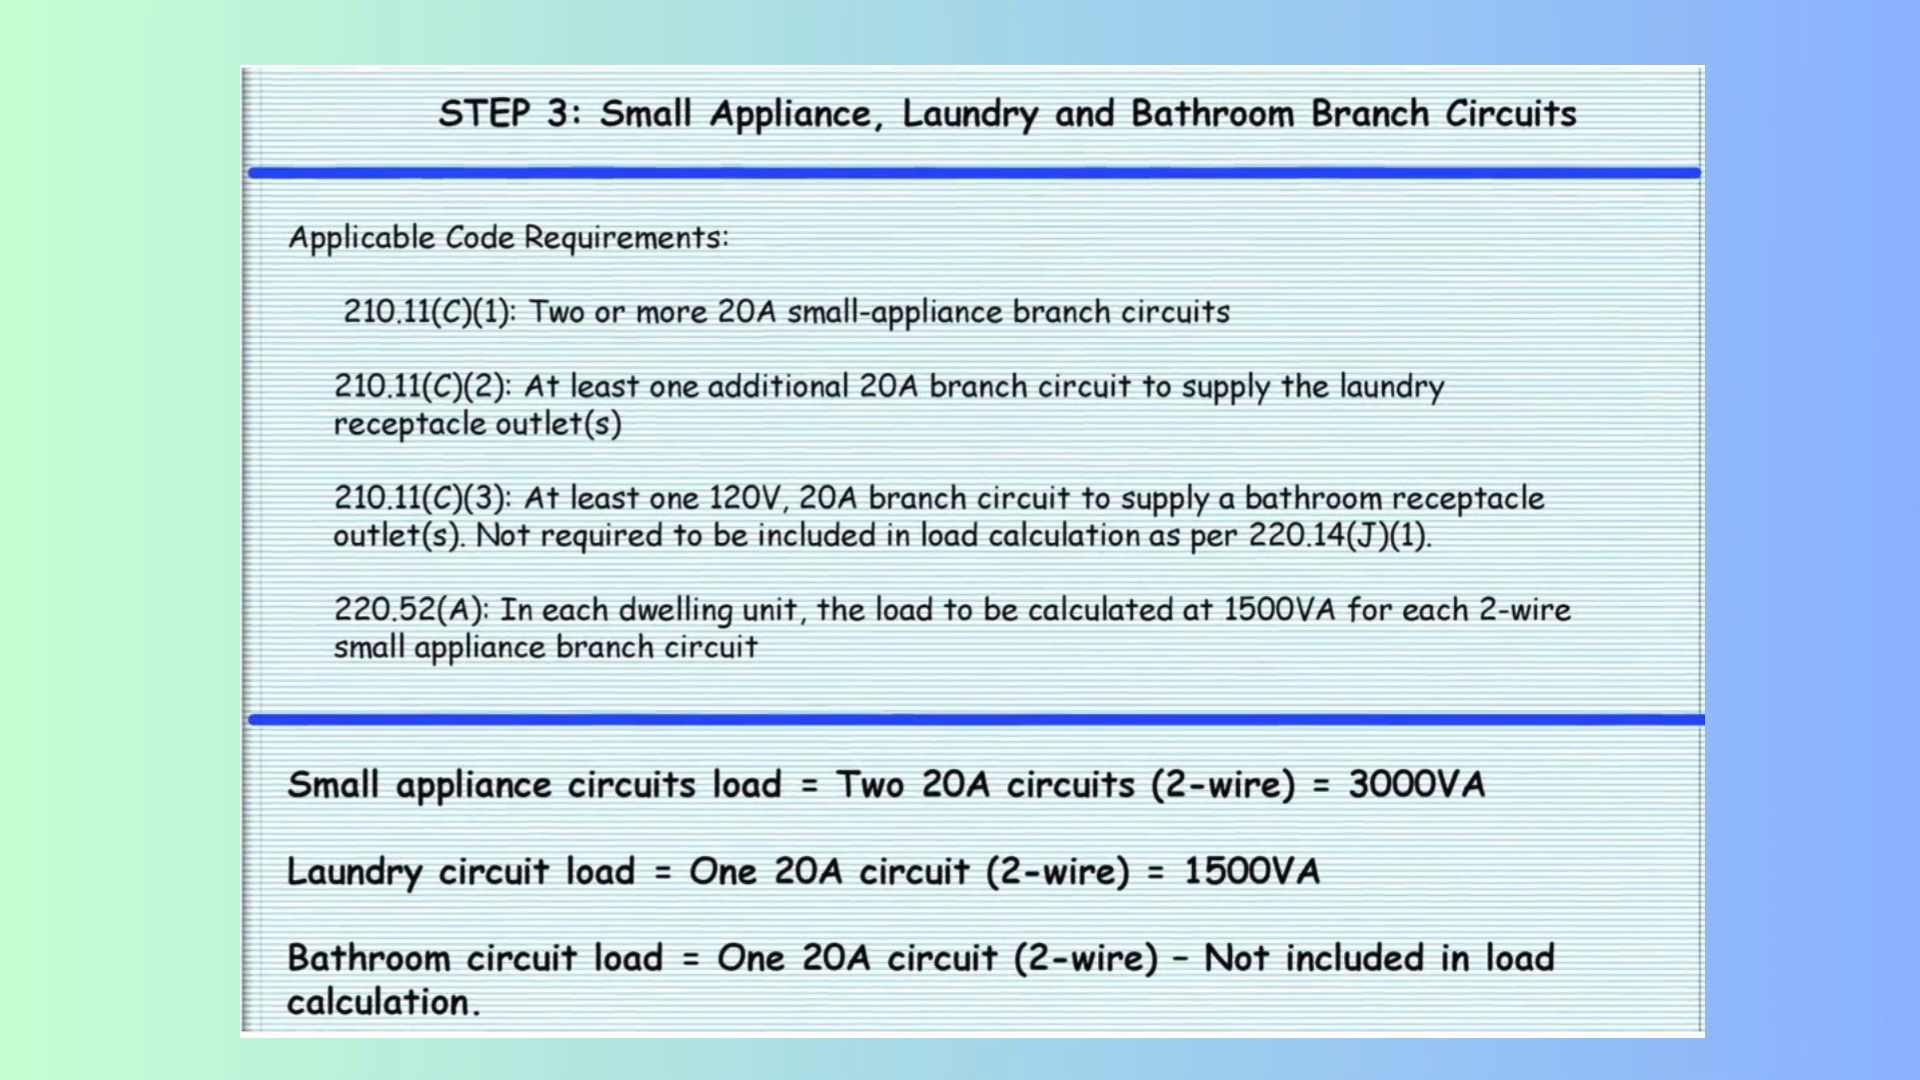 STEP 3: Small Appliance, Laundry and Bathroom Branch Circuits
Applicable Code Requirements:
210.11(C)(1): Two or more 20A small-appliance branch circuits
210.11(C)(2): At least one additional 20A branch circuit to supply the laundry
receptacle outlet(s)
210.11(C)(3): At least one 120V, 20A branch circuit to supply a bathroom receptacle
outlet(s). Not required to be included in load calculation as per 220.14(J)(1).
220.52(A): In each dwelling unit, the load to be calculated at 1500VA for each 2-wire
small appliance branch circuit
Small appliance circuits load = Two 20A circuits (2-wire) = 3000VA
Laundry circuit load = One 20A circuit (2-wire) = 1500VA
Bathroom circuit load = One 20A circuit (2-wire) - Not included in load
calculation.